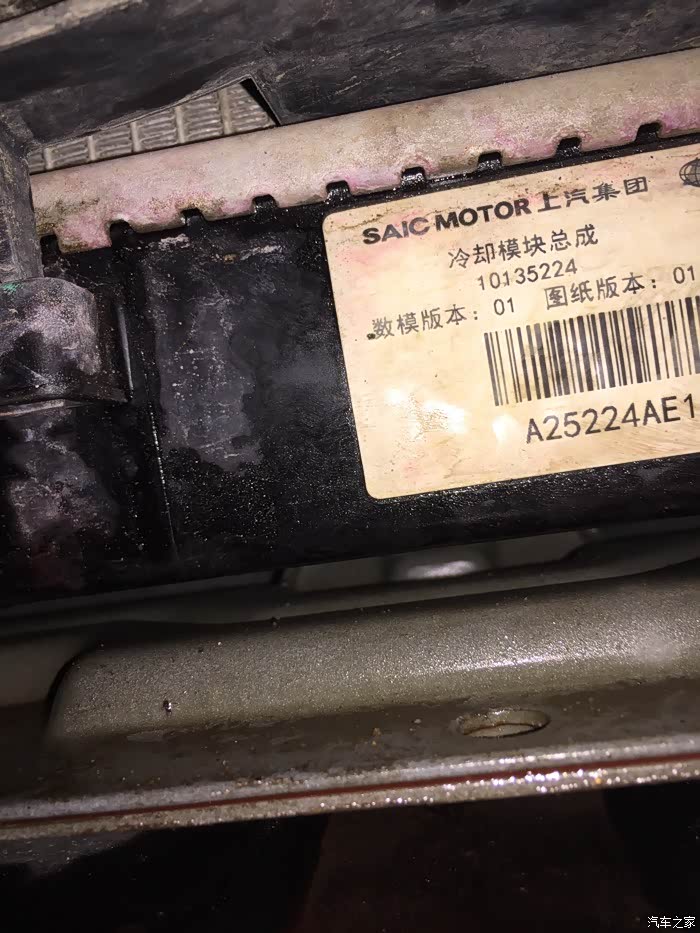 SAIC MOTOR 上汽集团
冷却模块总成
10135224
数模版本：01 图纸版本：01
A25224AE1
汽车之家